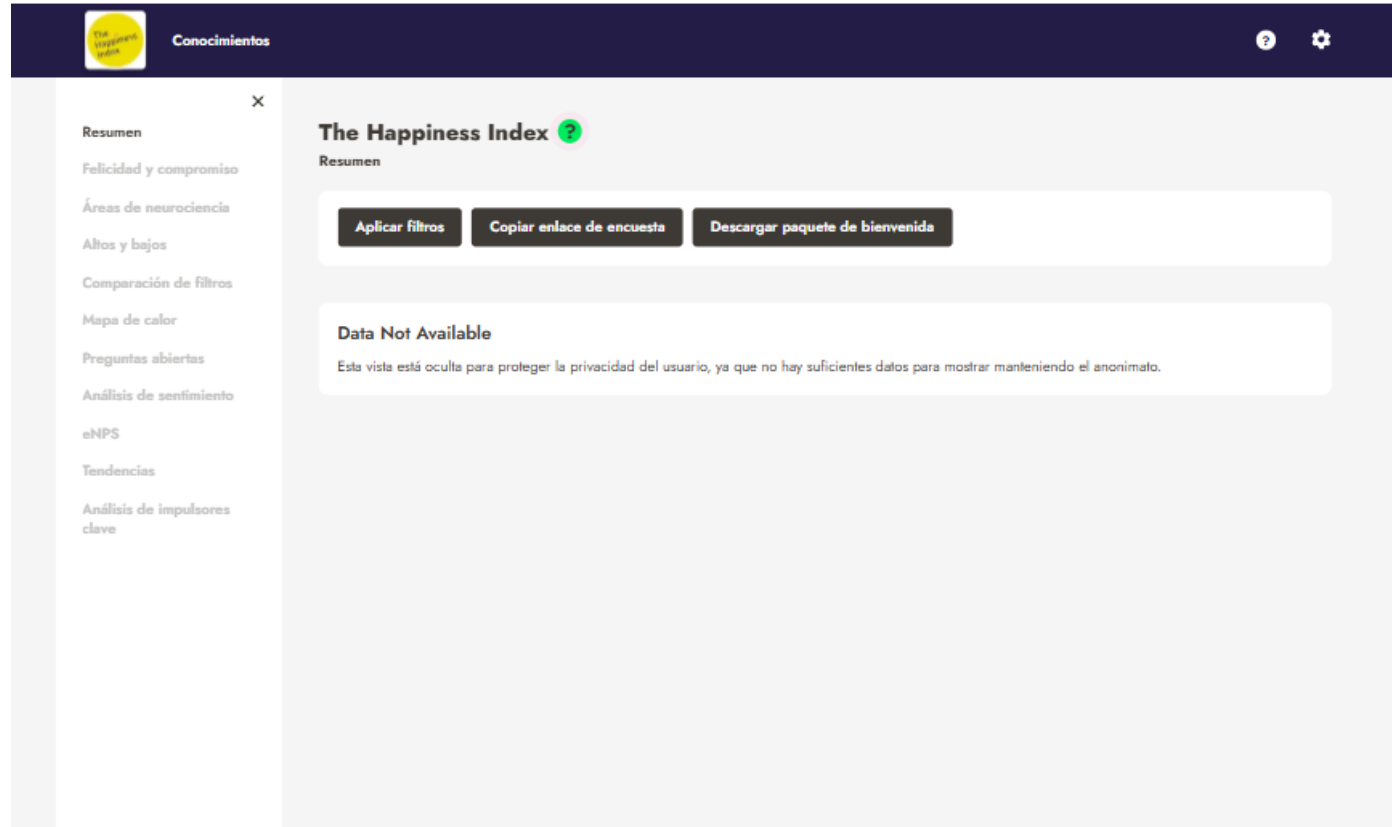 The
Happiness
Index
Conocimientos
?
Resumen
Felicidad y compromiso
Áreas de neurociencia
Altos y bajos
Comparación de filtros
Mapa de calor
Preguntas abiertas
Análisis de sentimiento
eNPS
Tendencias
Análisis de impulsores
clave
The Happiness Index ?
Resumen
Aplicar filtros Copiar enlace de encuesta Descargar paquete de bienvenida
Data Not Available
Esta vista está oculta para proteger la privacidad del usuario, ya que no hay suficientes datos para mostrar manteniendo el anonimato.